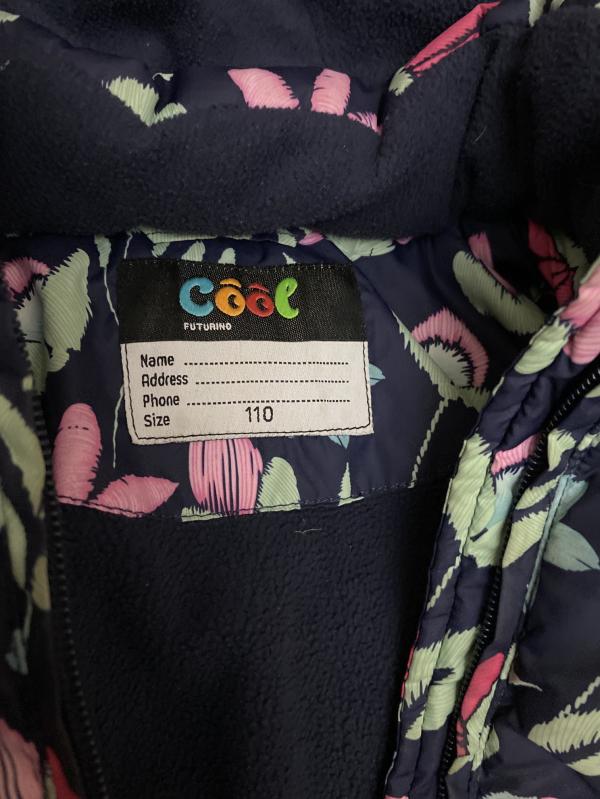 Côôl
FUTURINO
Name
Address
Phone
Size 110